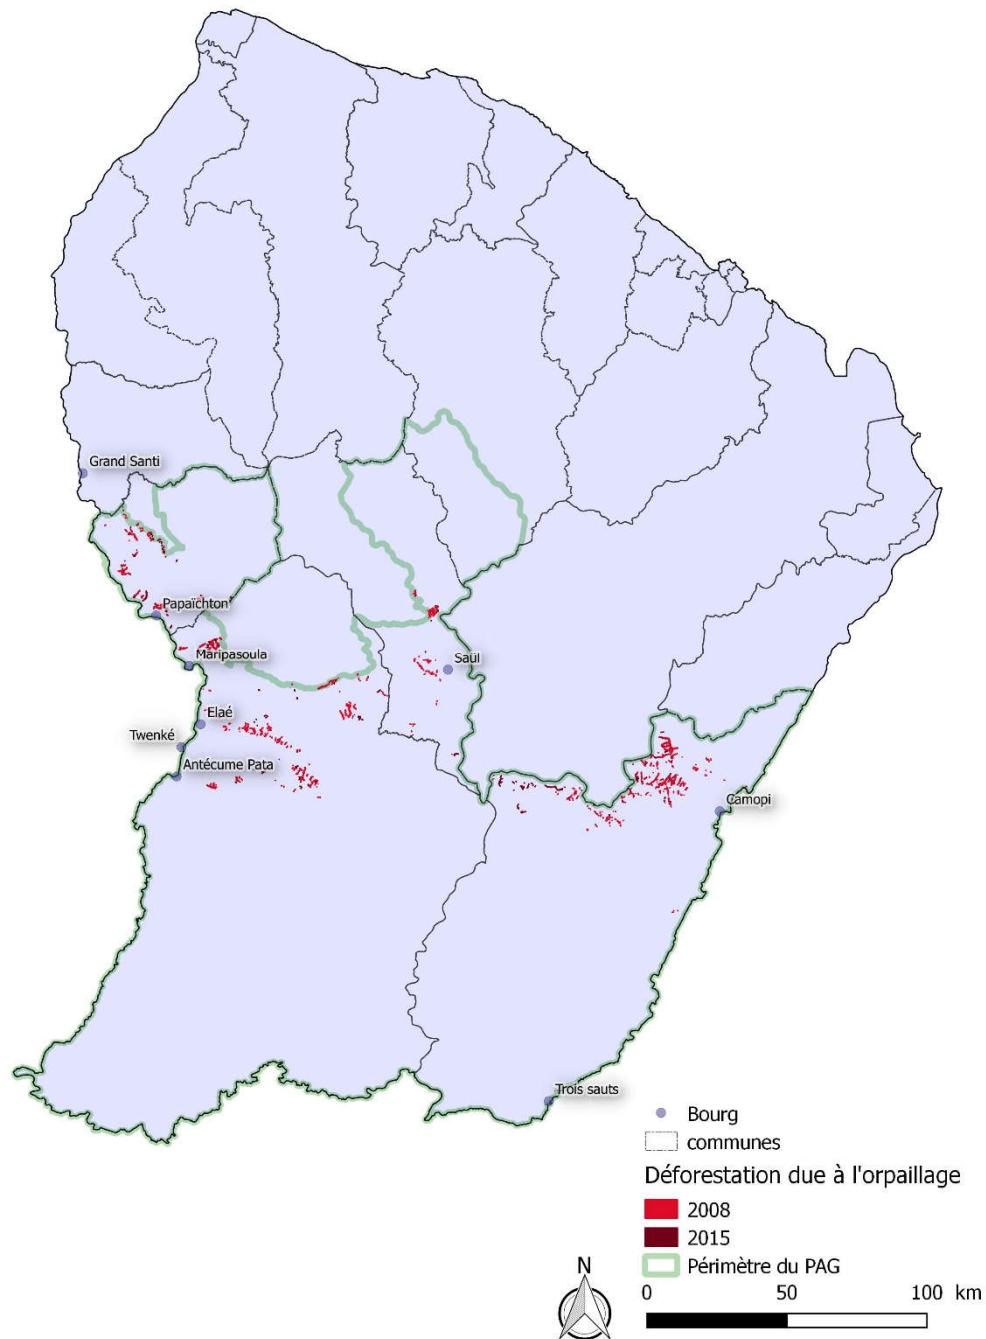 Grand Santi
Papaïchton
Maripasoula
Saül
Elaé
Twenké
Antécume Pata
Camopi
Trois sauts
Bourg
communes
Déforestation due à l'orpaillage
2008
2015
Périmètre du PAG
N
0 50 100 km